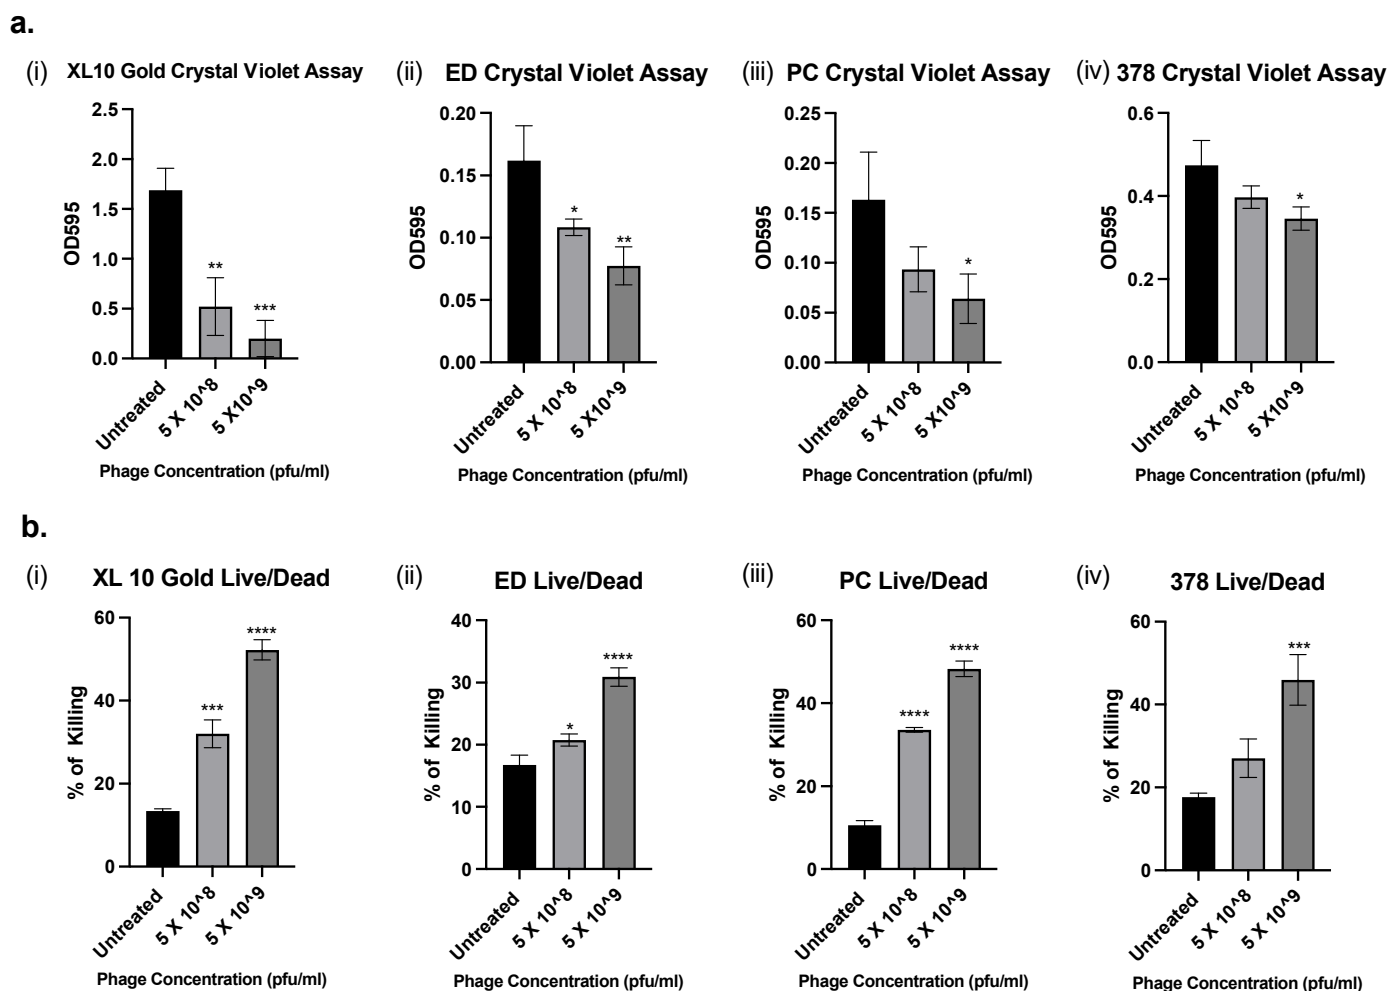 a.
(i) XL10 Gold Crystal Violet Assay
2.5
2.0
1.5
1.0
0.5
0.0
OD595
**
***
Untreated
5 X 10^8
5 X10^9
Phage Concentration (pfu/ml)
(ii) ED Crystal Violet Assay
0.20
0.15
0.10
0.05
0.00
OD595
*
**
Untreated
5 X 10^8
5 X10^9
Phage Concentration (pfu/ml)
(iii) PC Crystal Violet Assay
0.25
0.20
0.15
0.10
0.05
0.00
OD595
*
Untreated
5 X 10^8
5 X10^9
Phage Concentration (pfu/ml)
(iv) 378 Crystal Violet Assay
0.6
0.4
0.2
0.0
OD595
*
Untreated
5 X 10^8
5 X10^9
Phage Concentration (pfu/ml)
b.
(i) XL 10 Gold Live/Dead
60
40
20
0
% of Killing
***
****
Untreated
5 X 10^8
5 X 10^9
Phage Concentration (pfu/ml)
(ii) ED Live/Dead
40
30
20
10
0
% of Killing
*
****
Untreated
5 X 10^8
5 X 10^9
Phage Concentration (pfu/ml)
(iii) PC Live/Dead
60
40
20
0
% of Killing
****
****
Untreated
5 X 10^8
5 X 10^9
Phage Concentration (pfu/ml)
(iv) 378 Live/Dead
60
40
20
0
% of Killing
***
Untreated
5 X 10^8
5 X 10^9
Phage Concentration (pfu/ml)